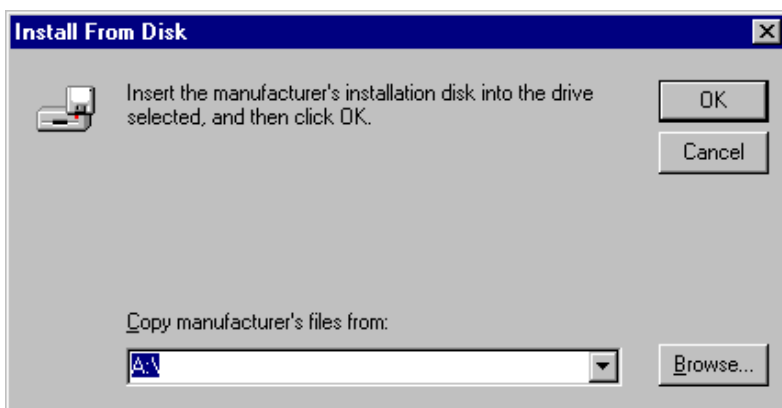 Install From Disk
Insert the manufacturer's installation disk into the drive
selected, and then click OK.
OK
Cancel
Copy manufacturer's files from:
A:\
Browse...